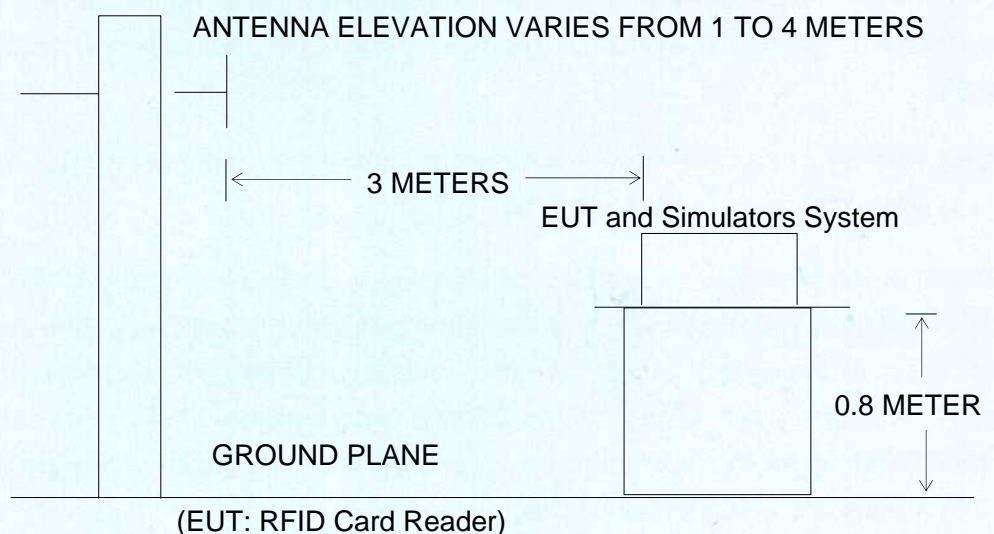 ANTENNA ELEVATION VARIES FROM 1 TO 4 METERS
3 METERS
EUT and Simulators System
0.8 METER
GROUND PLANE
(EUT: RFID Card Reader)